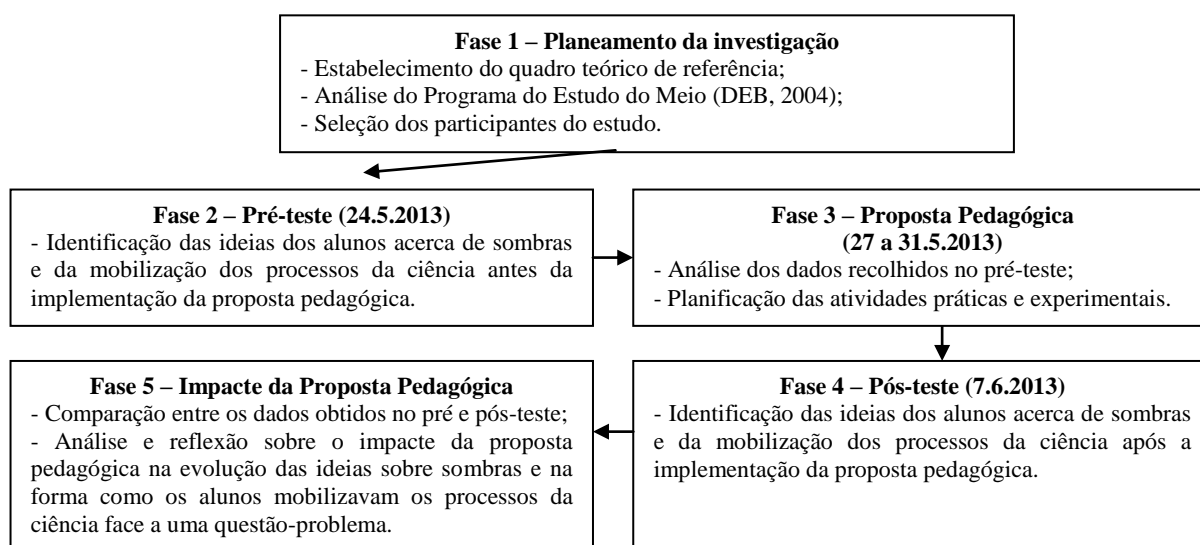 Fase 1 – Planeamento da investigação
- Estabelecimento do quadro teórico de referência;
- Análise do Programa do Estudo do Meio (DEB, 2004);
- Seleção dos participantes do estudo.
Fase 2 – Pré-teste (24.5.2013)
- Identificação das ideias dos alunos acerca de sombras
e da mobilização dos processos da ciência antes da
implementação da proposta pedagógica.
Fase 3 – Proposta Pedagógica
(27 a 31.5.2013)
- Análise dos dados recolhidos no pré-teste;
- Planificação das atividades práticas e experimentais.
Fase 4 – Pós-teste (7.6.2013)
- Identificação das ideias dos alunos acerca de sombras
e da mobilização dos processos da ciência após a
implementação da proposta pedagógica.
Fase 5 – Impacte da Proposta Pedagógica
- Comparação entre os dados obtidos no pré e pós-teste;
- Análise e reflexão sobre o impacte da proposta
pedagógica na evolução das ideias sobre sombras e na
forma como os alunos mobilizavam os processos da
ciência face a uma questão-problema.